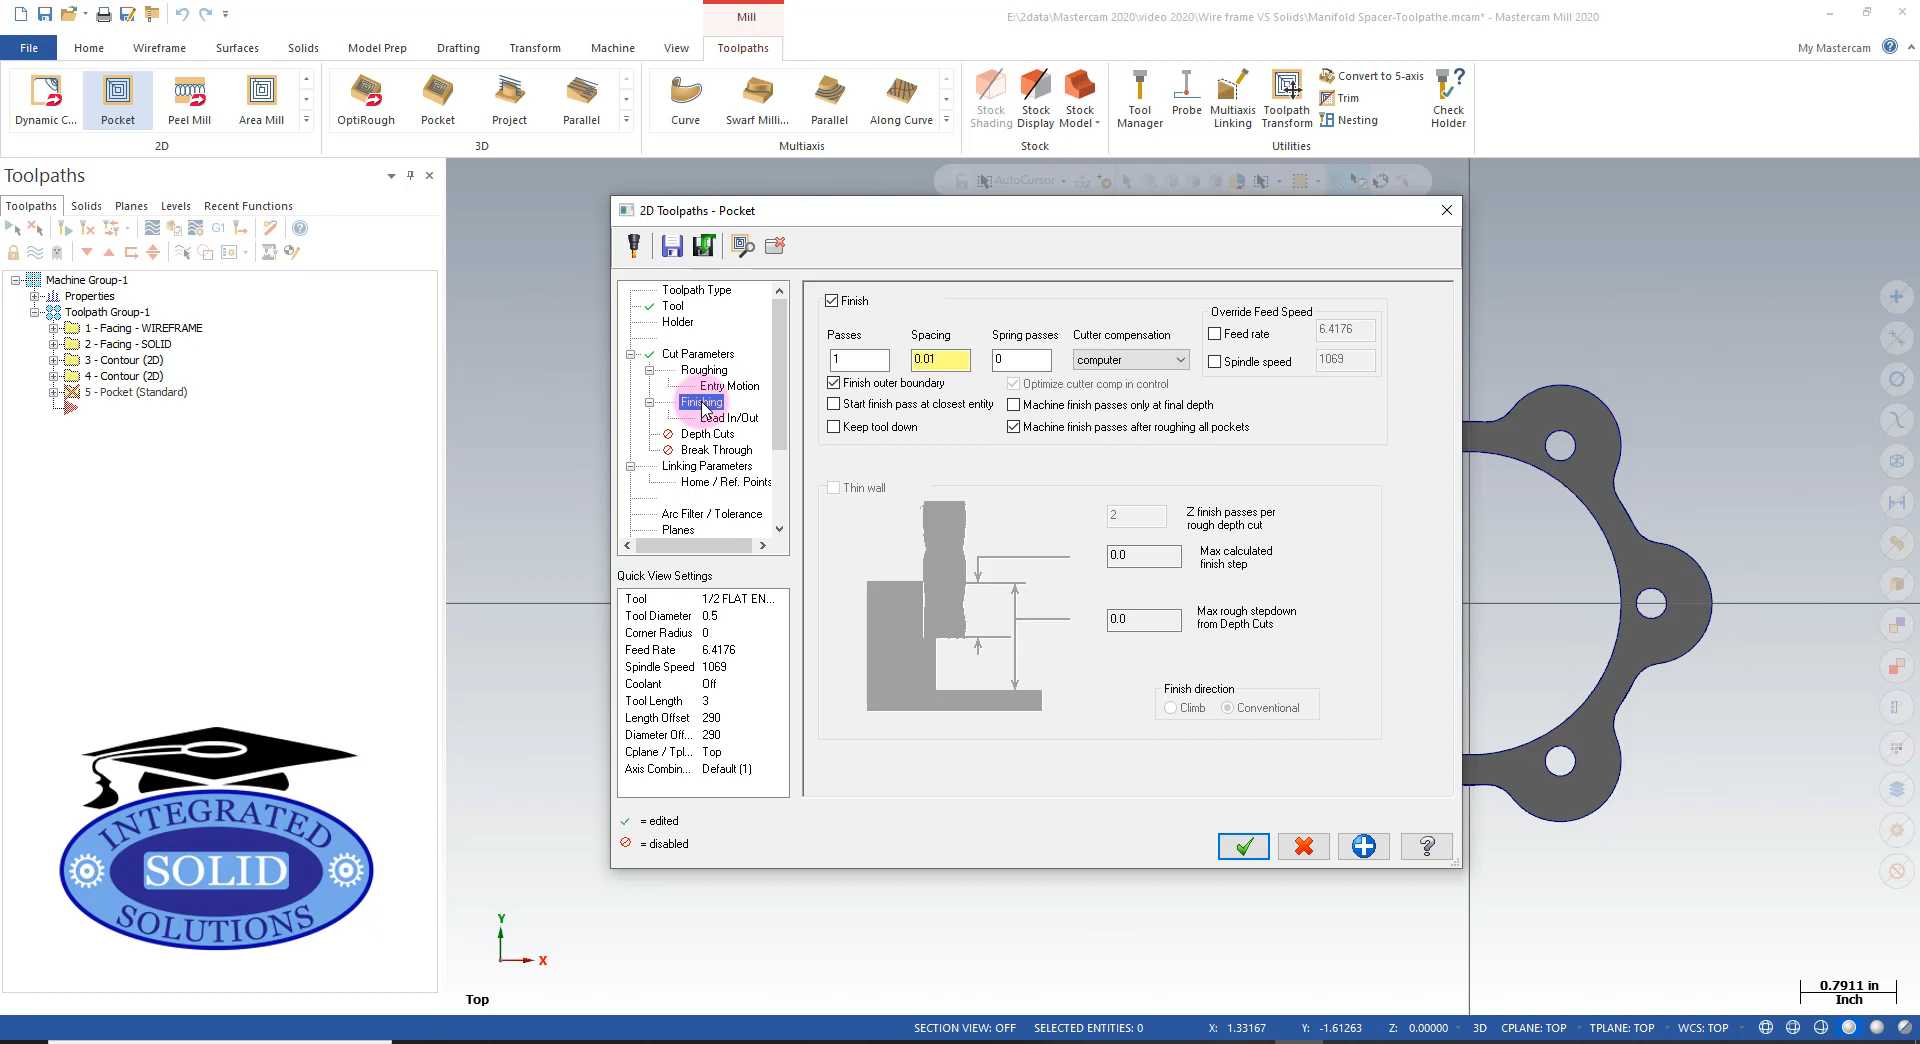 Mill
E:\2data\Mastercam 2020\video 2020\Wire frame VS Solids\Manifold Spacer-Toolpathe.mcam* - Mastercam Mill 2020
File Home Wireframe Surfaces Solids Model Prep Drafting Transform Machine View Toolpaths My Mastercam
Dynamic C... Pocket Peel Mill Area Mill OptiRough Pocket Project Parallel Curve Swarf Milli... Parallel Along Curve Stock Shading Stock Display Stock Model Tool Manager Probe Multiaxis Linking Toolpath Transform Convert to 5-axis Trim Nesting Check Holder
2D 3D Multiaxis Stock Utilities
Toolpaths
Toolpaths Solids Planes Levels Recent Functions
G1
Machine Group-1
Properties
Toolpath Group-1
1 - Facing - WIREFRAME
2 - Facing - SOLID
3 - Contour (2D)
4 - Contour (2D)
5 - Pocket (Standard)
INTEGRATED
SOLID
SOLUTIONS
AutoCursor
2D Toolpaths - Pocket
Toolpath Type
Tool
Holder
Cut Parameters
Roughing
Entry Motion
Finishing
Lead In/Out
Depth Cuts
Break Through
Linking Parameters
Home / Ref. Points
Arc Filter / Tolerance
Planes
Quick View Settings
Tool 1/2 FLAT EN...
Tool Diameter 0.5
Corner Radius 0
Feed Rate 6.4176
Spindle Speed 1069
Coolant Off
Tool Length 3
Length Offset 290
Diameter Off... 290
Cplane / Tpl... Top
Axis Combin... Default (1)
= edited
= disabled
Finish
Passes Spacing Spring passes Cutter compensation
1 0.01 0 computer
Override Feed Speed
Feed rate 6.4176
Spindle speed 1069
Finish outer boundary Optimize cutter comp in control
Start finish pass at closest entity Machine finish passes only at final depth
Keep tool down Machine finish passes after roughing all pockets
Thin wall
2 Z finish passes per rough depth cut
0.0 Max calculated finish step
0.0 Max rough stepdown from Depth Cuts
Finish direction
Climb Conventional
Y
X
Top
0.7911 in
Inch
SECTION VIEW: OFF SELECTED ENTITIES: 0 X: 1.33167 Y: -1.61263 Z: 0.00000 3D CPLANE: TOP TPLANE: TOP WCS: TOP